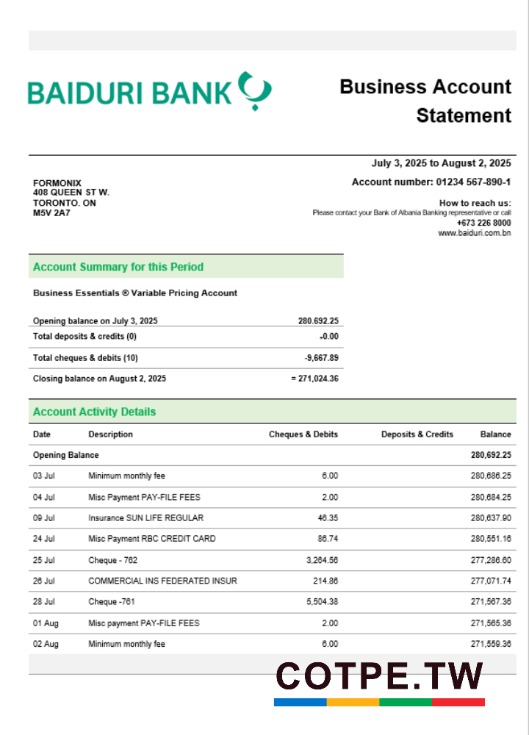 BAIDURI BANK
Business Account
Statement
July 3, 2025 to August 2, 2025
Account number: 01234 567-890-1
FORMONIX
408 QUEEN ST W.
TORONTO. ON
M5V 2A7
How to reach us:
Please contact your Bank of Albania Banking representative or call
+673 226 8000
www.baiduri.com.bn
Account Summary for this Period
Business Essentials ® Variable Pricing Account
Opening balance on July 3, 2025 280.692.25
Total deposits & credits (0) -0.00
Total cheques & debits (10) -9,667.89
Closing balance on August 2, 2025 = 271,024.36
Account Activity Details
Date Description Cheques & Debits Deposits & Credits Balance
Opening Balance 280,692.25
03 Jul Minimum monthly fee 6.00 280,686.25
04 Jul Misc Payment PAY-FILE FEES 2.00 280,684.25
09 Jul Insurance SUN LIFE REGULAR 46.35 280,637.90
24 Jul Misc Payment RBC CREDIT CARD 86.74 280,551.16
25 Jul Cheque - 762 3,264.56 277,286.60
26 Jul COMMERCIAL INS FEDERATED INSUR 214.86 277,071.74
28 Jul Cheque -761 5,504.38 271,567.36
01 Aug Misc payment PAY-FILE FEES 2.00 271,565.36
02 Aug Minimum monthly fee 6.00 271,559.36
COTPE.TW